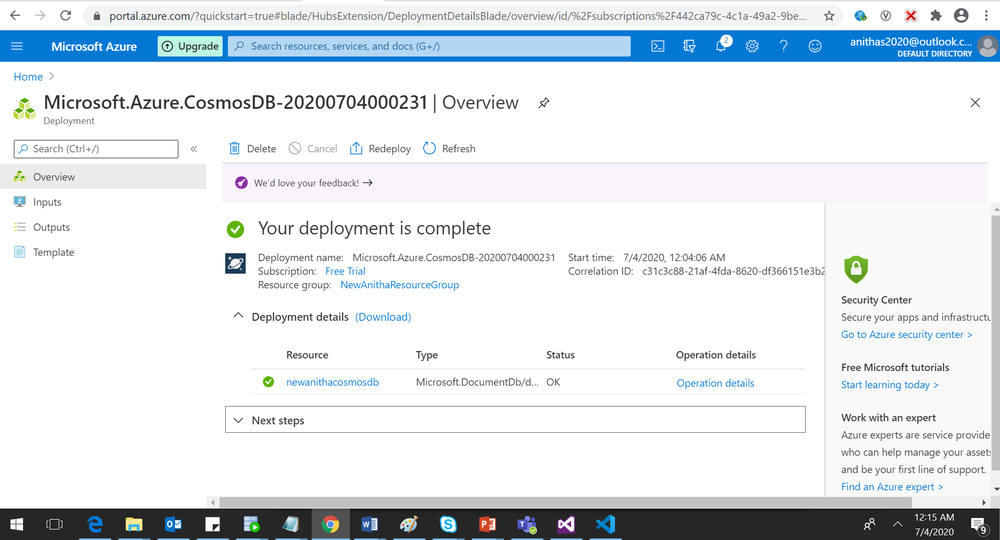 portal.azure.com/?quickstart=true#blade/HubsExtension/DeploymentDetailsBlade/overview/id/%2Fsubscriptions%2F442ca79c-4c1a-49a2-9be...
Microsoft Azure
Upgrade
Search resources, services, and docs (G+/)
2
anithas2020@outlook.c...
DEFAULT DIRECTORY
Home
Microsoft.Azure.CosmosDB-20200704000231 | Overview
Deployment
Search (Ctrl+/)
«
Delete
Cancel
Redeploy
Refresh
Overview
Inputs
Outputs
Template
We'd love your feedback! →
Your deployment is complete
Deployment name: Microsoft.Azure.CosmosDB-20200704000231
Subscription: Free Trial
Resource group: NewAnithaResourceGroup
Start time: 7/4/2020, 12:04:06 AM
Correlation ID: c31c3c88-21af-4fda-8620-df366151e3b2
Deployment details (Download)
Resource Type Status Operation details
newanithacosmosdb Microsoft.DocumentDb/d... OK Operation details
Next steps
Security Center
Secure your apps and infrastructu
Go to Azure security center >
Free Microsoft tutorials
Start learning today >
Work with an expert
Azure experts are service provide
who can help manage your assets
and be your first line of support.
Find an Azure expert >
12:15 AM
7/4/2020
9